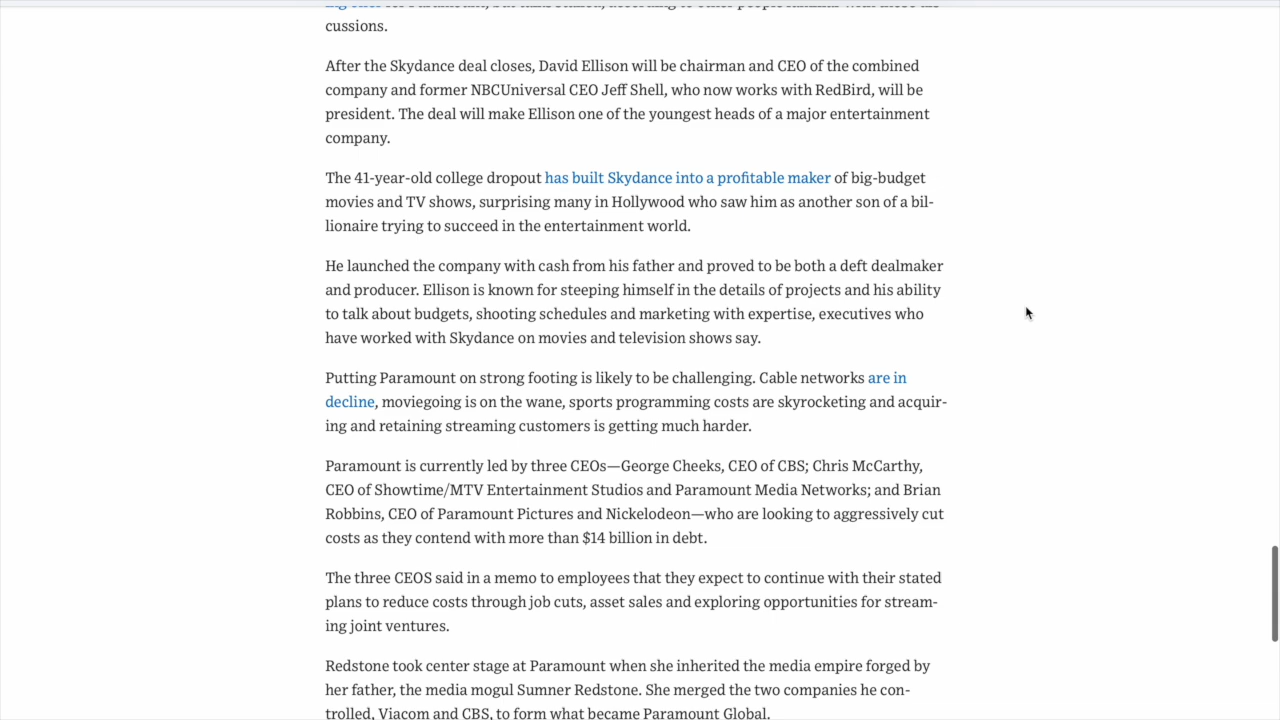 cussions.
After the Skydance deal closes, David Ellison will be chairman and CEO of the combined
company and former NBCUniversal CEO Jeff Shell, who now works with RedBird, will be
president. The deal will make Ellison one of the youngest heads of a major entertainment
company.
The 41-year-old college dropout has built Skydance into a profitable maker of big-budget
movies and TV shows, surprising many in Hollywood who saw him as another son of a bil-
lionaire trying to succeed in the entertainment world.
He launched the company with cash from his father and proved to be both a deft dealmaker
and producer. Ellison is known for steeping himself in the details of projects and his ability
to talk about budgets, shooting schedules and marketing with expertise, executives who
have worked with Skydance on movies and television shows say.
Putting Paramount on strong footing is likely to be challenging. Cable networks are in
decline, moviegoing is on the wane, sports programming costs are skyrocketing and acquir-
ing and retaining streaming customers is getting much harder.
Paramount is currently led by three CEOs—George Cheeks, CEO of CBS; Chris McCarthy,
CEO of Showtime/MTV Entertainment Studios and Paramount Media Networks; and Brian
Robbins, CEO of Paramount Pictures and Nickelodeon—who are looking to aggressively cut
costs as they contend with more than $14 billion in debt.
The three CEOS said in a memo to employees that they expect to continue with their stated
plans to reduce costs through job cuts, asset sales and exploring opportunities for stream-
ing joint ventures.
Redstone took center stage at Paramount when she inherited the media empire forged by
her father, the media mogul Sumner Redstone. She merged the two companies he con-
trolled, Viacom and CBS, to form what became Paramount Global.